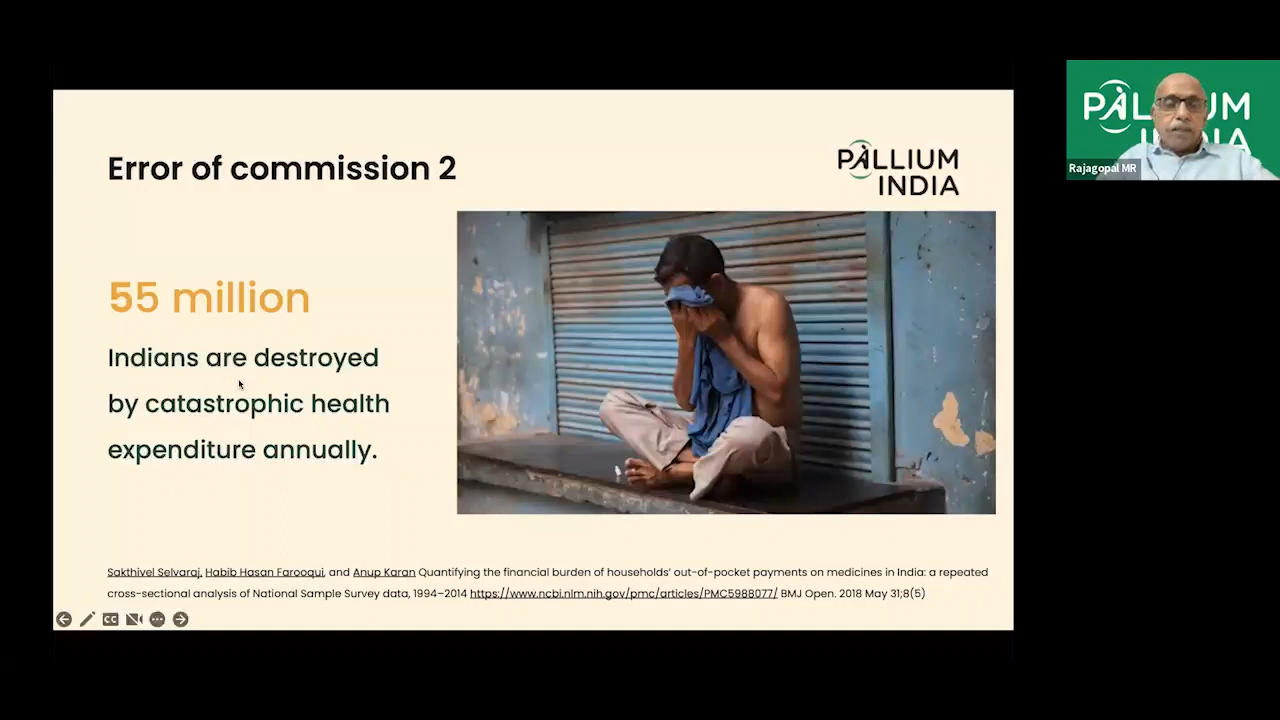 Error of commission 2
PALLIUM
INDIA
55 million
Indians are destroyed
by catastrophic health
expenditure annually.
Sakthivel Selvaraj, Habib Hasan Farooqui, and Anup Karan Quantifying the financial burden of households’ out-of-pocket payments on medicines in India: a repeated
cross-sectional analysis of National Sample Survey data, 1994–2014 https://www.ncbi.nlm.nih.gov/pmc/articles/PMC5988077/ BMJ Open. 2018 May 31;8(5)
CC
Rajagopal MR